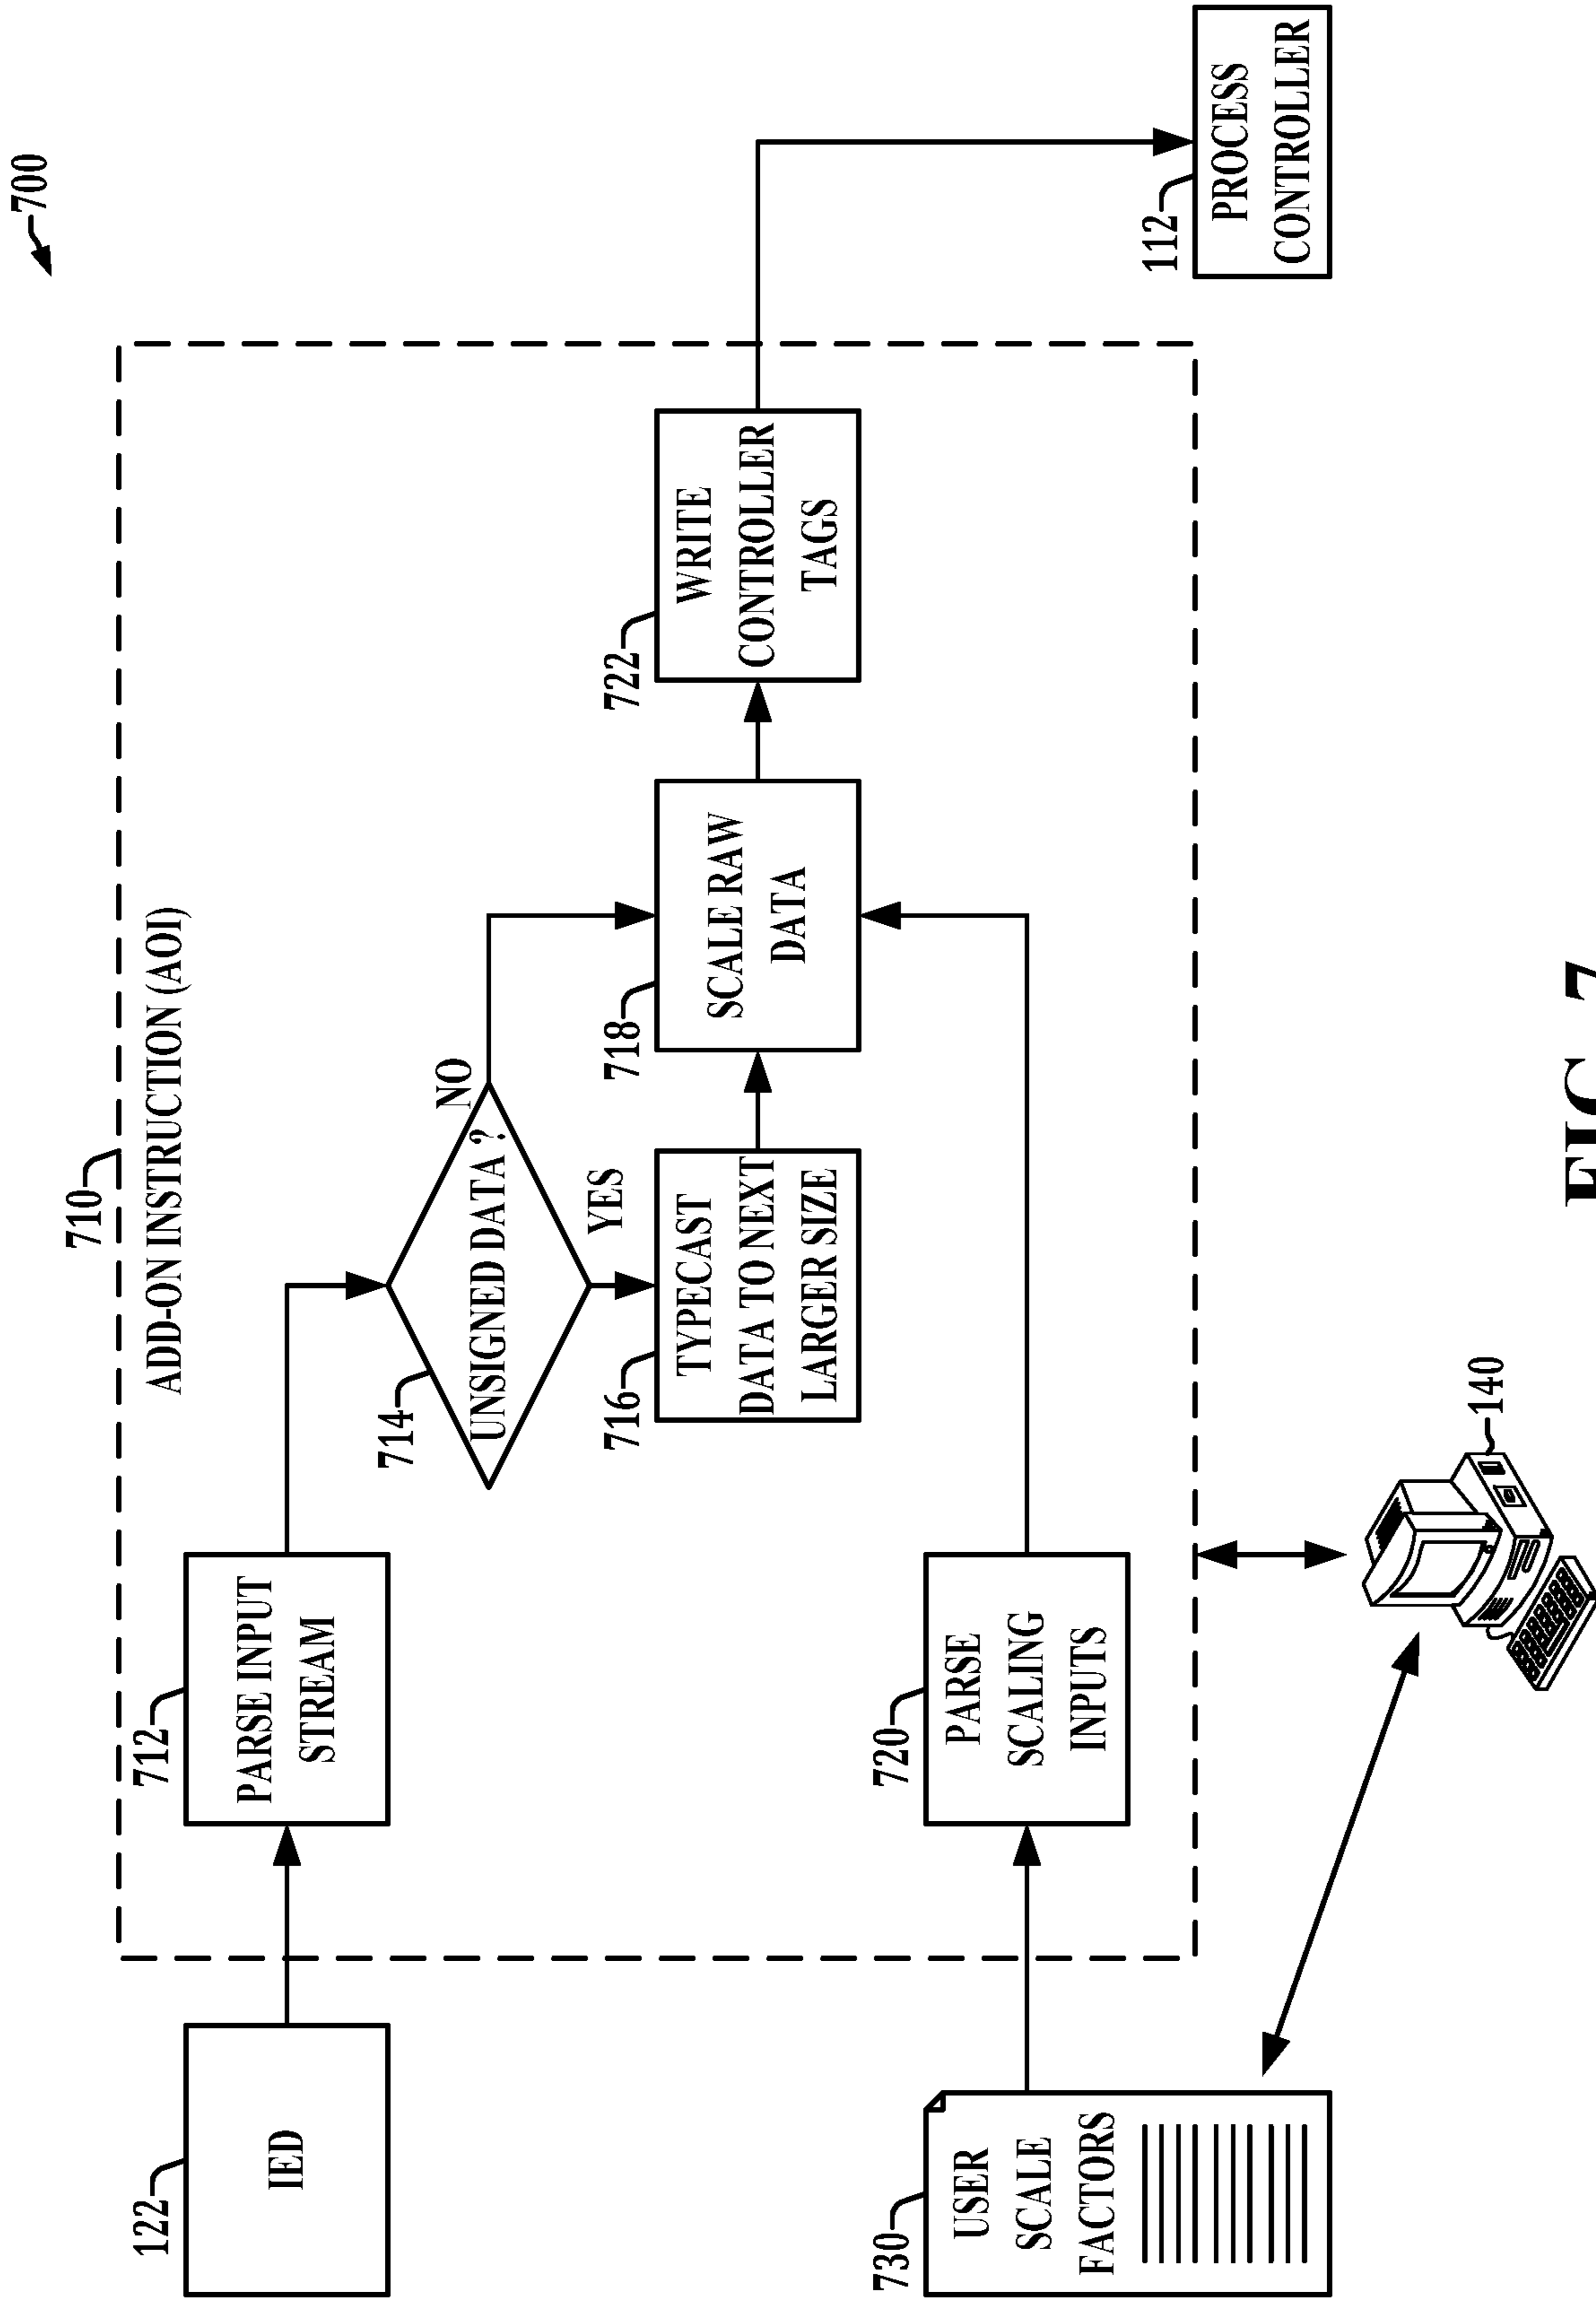 700
710
ADD-ON INSTRUCTION (AOI)
122
IED
712
PARSE INPUT
STREAM
714
UNSIGNED DATA ?
NO
YES
716
TYPECAST
DATA TO NEXT
LARGER SIZE
718
SCALE RAW
DATA
722
WRITE
CONTROLLER
TAGS
730
USER
SCALE
FACTORS
720
PARSE
SCALING
INPUTS
112
PROCESS
CONTROLLER
140
FIG. 7